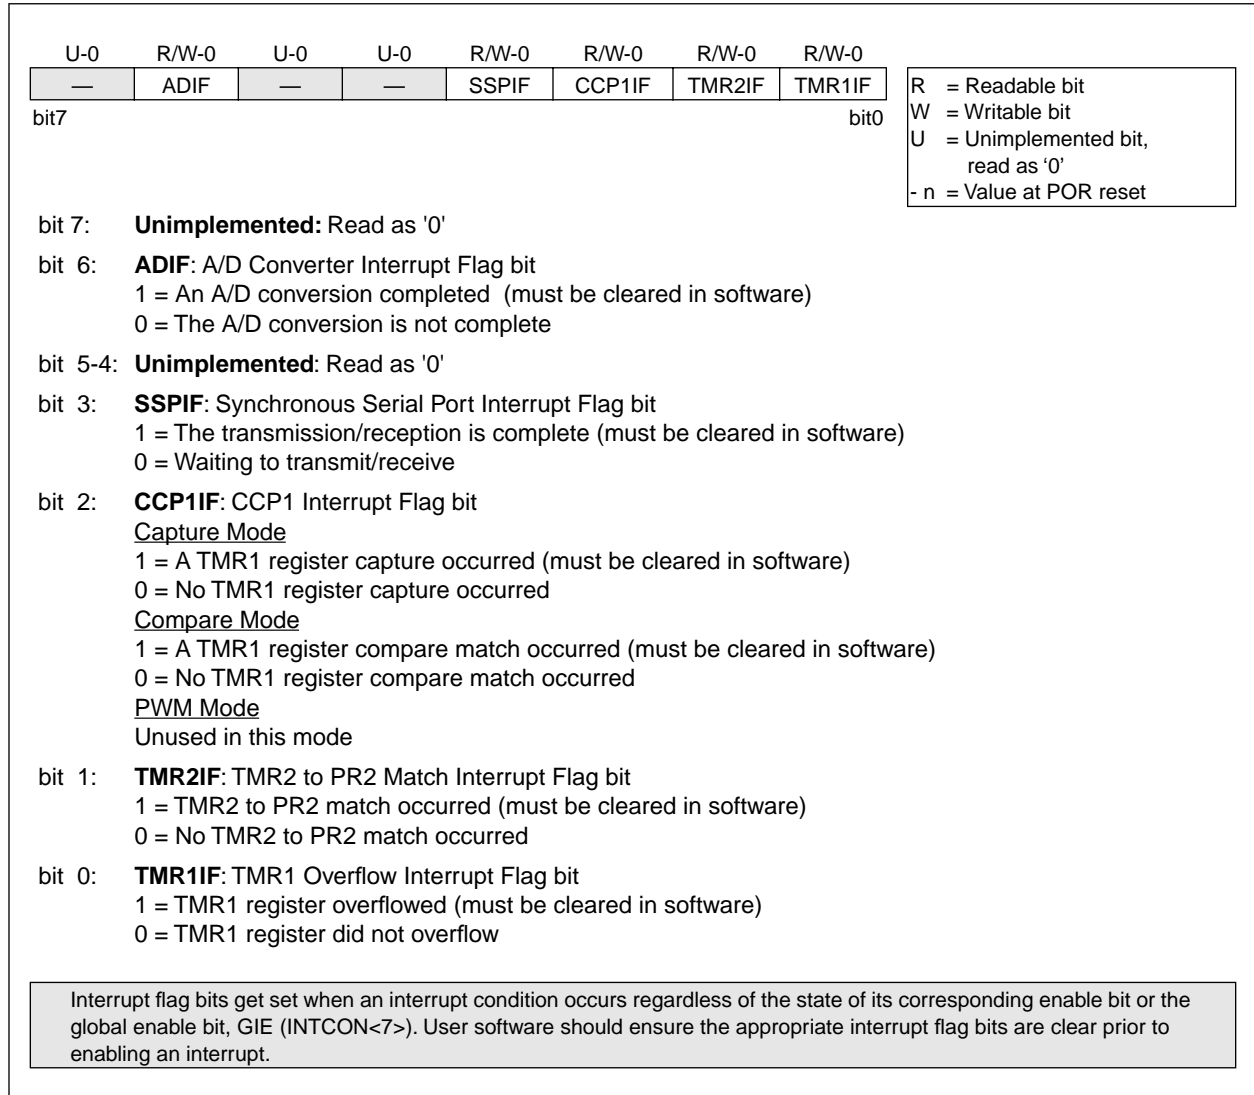 U-0 R/W-0 U-0 U-0 R/W-0 R/W-0 R/W-0 R/W-0
— ADIF — — SSPIF CCP1IF TMR2IF TMR1IF
bit7 bit0
R = Readable bit
W = Writable bit
U = Unimplemented bit,
read as ‘0’
- n = Value at POR reset
bit 7: Unimplemented: Read as '0'
bit 6: ADIF: A/D Converter Interrupt Flag bit
1 = An A/D conversion completed (must be cleared in software)
0 = The A/D conversion is not complete
bit 5-4: Unimplemented: Read as '0'
bit 3: SSPIF: Synchronous Serial Port Interrupt Flag bit
1 = The transmission/reception is complete (must be cleared in software)
0 = Waiting to transmit/receive
bit 2: CCP1IF: CCP1 Interrupt Flag bit
Capture Mode
1 = A TMR1 register capture occurred (must be cleared in software)
0 = No TMR1 register capture occurred
Compare Mode
1 = A TMR1 register compare match occurred (must be cleared in software)
0 = No TMR1 register compare match occurred
PWM Mode
Unused in this mode
bit 1: TMR2IF: TMR2 to PR2 Match Interrupt Flag bit
1 = TMR2 to PR2 match occurred (must be cleared in software)
0 = No TMR2 to PR2 match occurred
bit 0: TMR1IF: TMR1 Overflow Interrupt Flag bit
1 = TMR1 register overflowed (must be cleared in software)
0 = TMR1 register did not overflow
Interrupt flag bits get set when an interrupt condition occurs regardless of the state of its corresponding enable bit or the
global enable bit, GIE (INTCON<7>). User software should ensure the appropriate interrupt flag bits are clear prior to
enabling an interrupt.